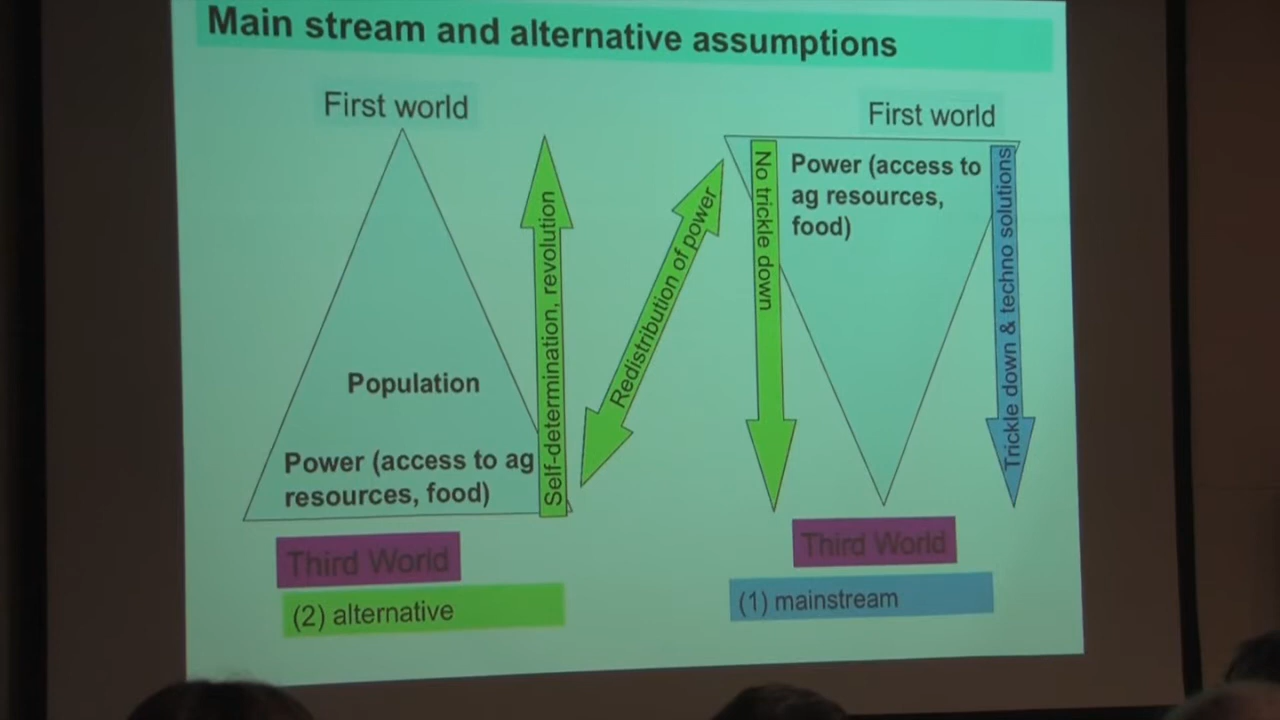 Main stream and alternative assumptions
First world
Population
Power (access to ag
resources, food)
Self-determination, revolution
Third World
(2) alternative
Redistribution of power
First world
No trickle down
Power (access to
ag resources,
food)
Trickle down & techno solutions
Third World
(1) mainstream